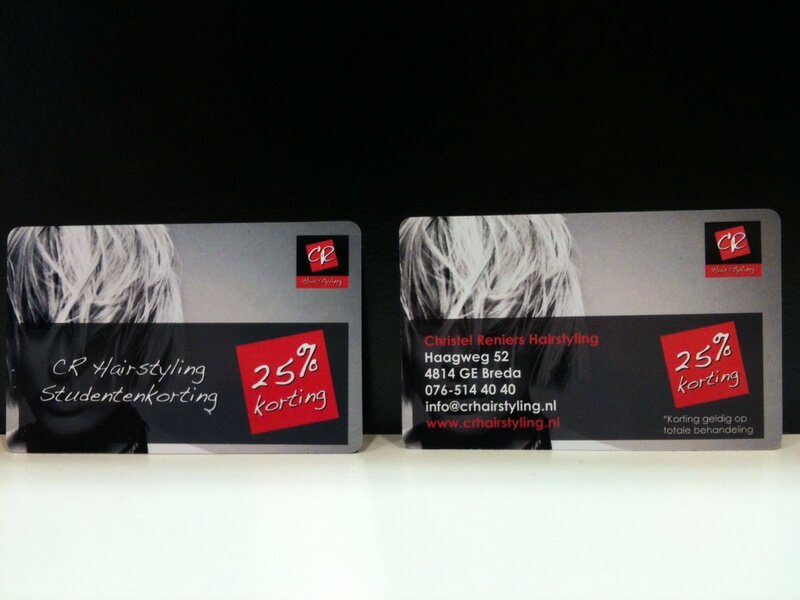 CR
Hairstyling
CR Hairstyling
Studentenkorting
25%
korting
CR
Hairstyling
Christel Reniers Hairstyling
Haagweg 52
4814 GE Breda
076-514 40 40
info@crhairstyling.nl
www.crhairstyling.nl
25%
korting
*Korting geldig op
totale behandeling